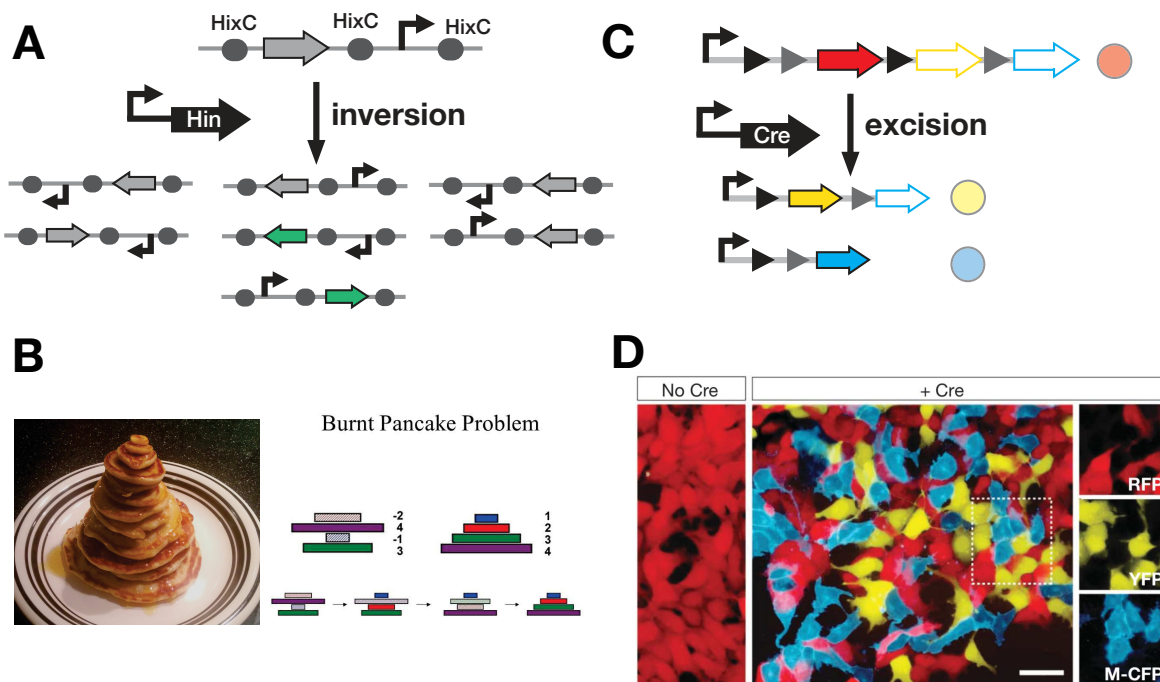 A
HixC
HixC
HixC
Hin
inversion
B
Burnt Pancake Problem
-2
4
-1
3
1
2
3
4
C
Cre
excision
D
No Cre
+ Cre
RFP
YFP
M-CFP